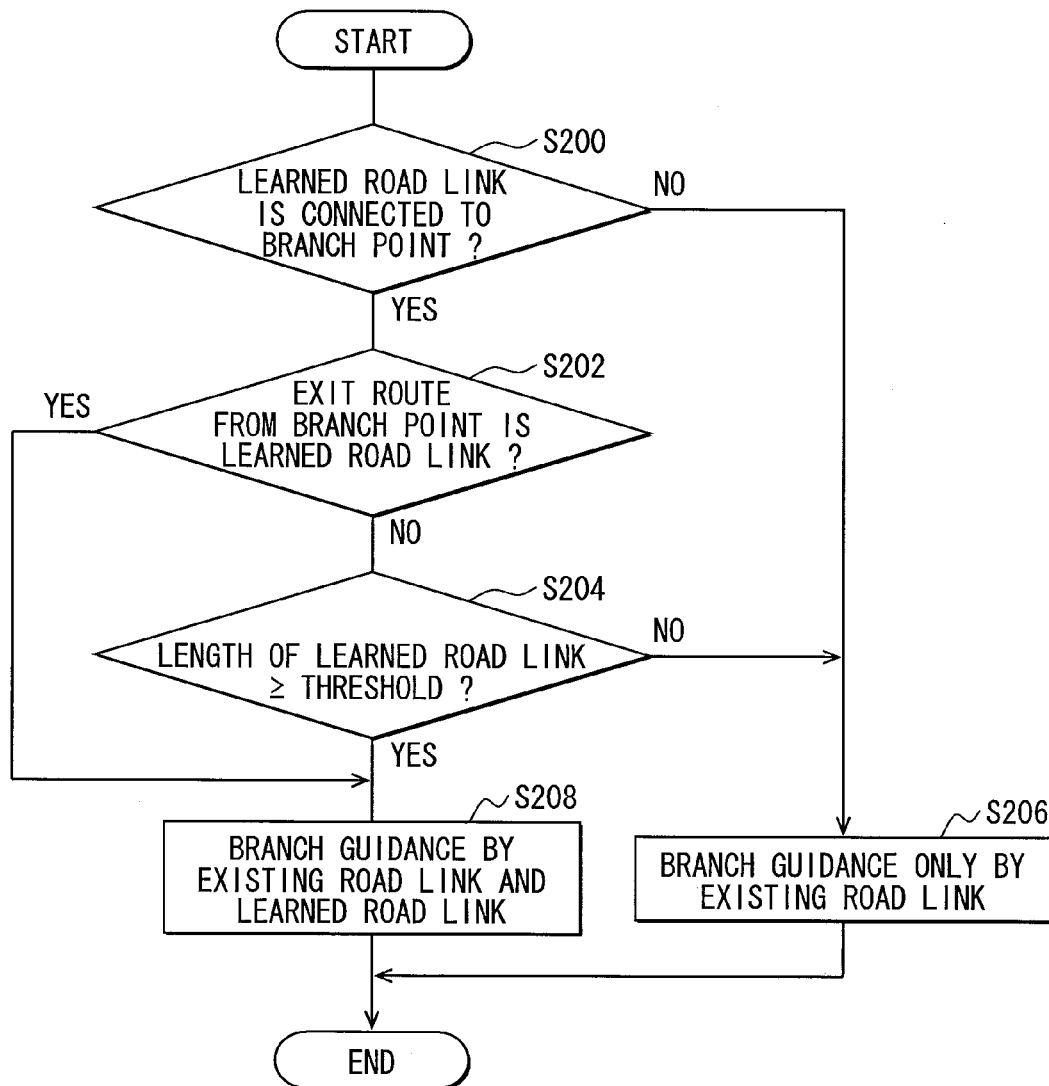 START
S200
LEARNED ROAD LINK
IS CONNECTED TO
BRANCH POINT ?
NO
YES
S202
EXIT ROUTE
FROM BRANCH POINT IS
LEARNED ROAD LINK ?
YES
NO
S204
LENGTH OF LEARNED ROAD LINK
≥ THRESHOLD ?
NO
YES
S208
BRANCH GUIDANCE BY
EXISTING ROAD LINK AND
LEARNED ROAD LINK
S206
BRANCH GUIDANCE ONLY BY
EXISTING ROAD LINK
END